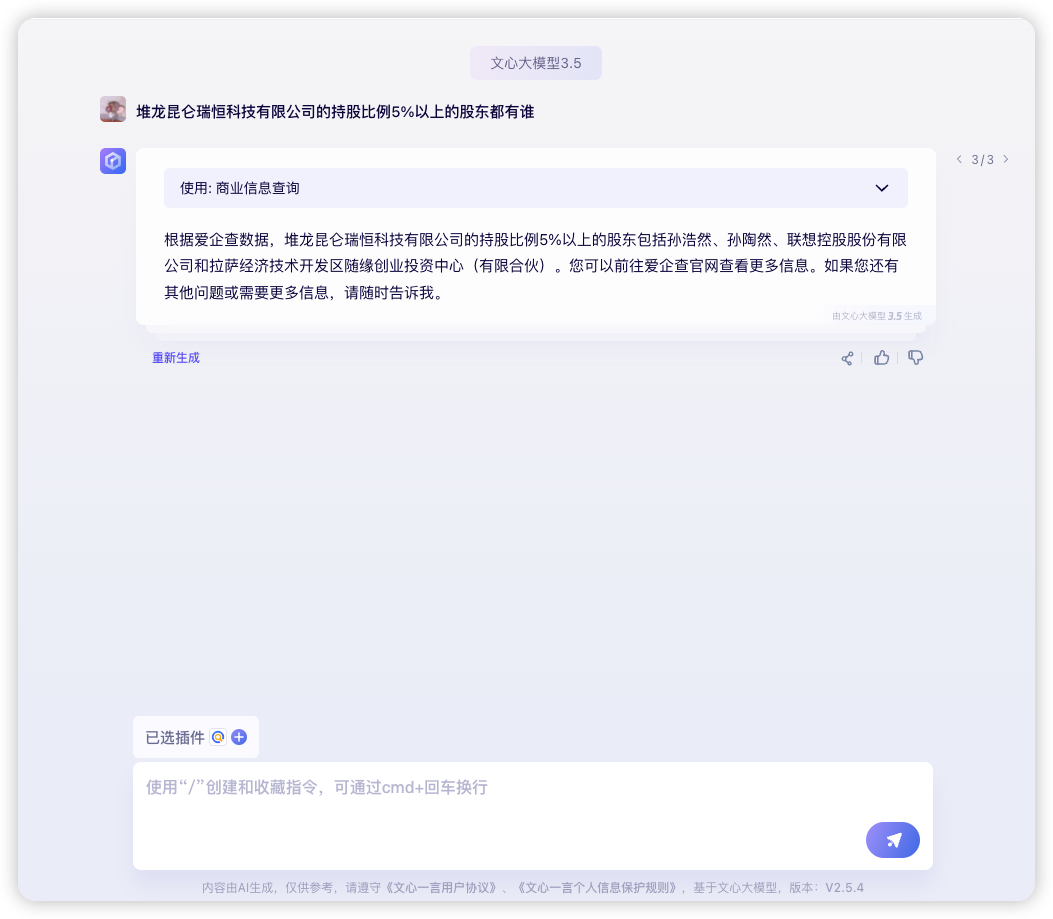 文心大模型3.5
堆龙昆仑瑞恒科技有限公司的持股比例5%以上的股东都有谁
3/3
使用: 商业信息查询
根据爱企查数据，堆龙昆仑瑞恒科技有限公司的持股比例5%以上的股东包括孙浩然、孙陶然、联想控股股份有限
公司和拉萨经济技术开发区随缘创业投资中心（有限合伙）。您可以前往爱企查官网查看更多信息。如果您还有
其他问题或需要更多信息，请随时告诉我。
由文心大模型 3.5 生成
重新生成
已选插件
使用“/”创建和收藏指令，可通过cmd+回车换行
内容由AI生成，仅供参考，请遵守《文心一言用户协议》、《文心一言个人信息保护规则》，基于文心大模型，版本：V2.5.4